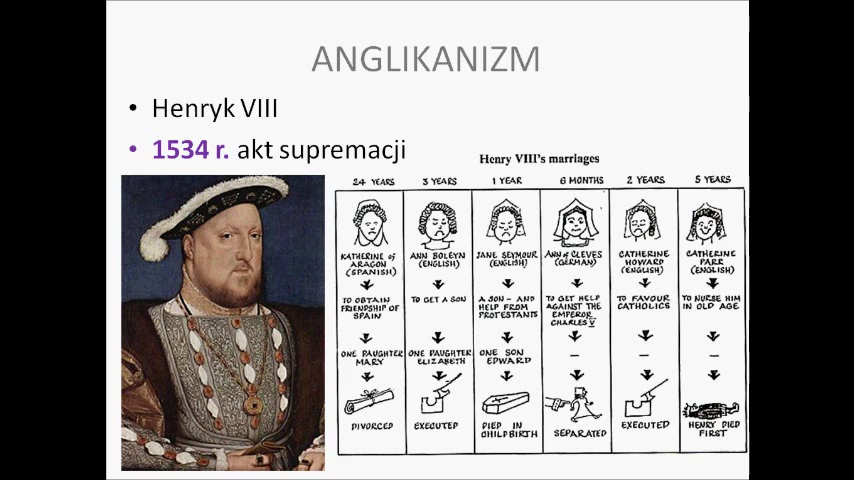 ANGLIKANIZM
• Henryk VIII
• 1534 r. akt supremacji
Henry VIII's marriages
24 YEARS
KATHERINE of
ARAGON
(SPANISH)
TO OBTAIN
FRIENDSHIP OF
SPAIN
ONE DAUGHTER
MARY
DIVORCED
3 YEARS
ANN BOLEYN
(ENGLISH)
TO GET A SON
ONE DAUGHTER
ELIZABETH
EXECUTED
1 YEAR
JANE SEYMOUR
(ENGLISH)
A SON - AND
HELP FROM
PROTESTANTS
ONE SON
EDWARD
DIED IN
CHILDBIRTH
6 MONTHS
ANN of CLEVES
(GERMAN)
TO GET HELP
AGAINST THE
EMPEROR
CHARLES V
–
SEPARATED
2 YEARS
CATHERINE
HOWARD
(ENGLISH)
TO FAVOUR
CATHOLICS
–
EXECUTED
5 YEARS
CATHERINE
PARR
(ENGLISH)
TO NURSE HIM
IN OLD AGE
–
HENRY DIED
FIRST